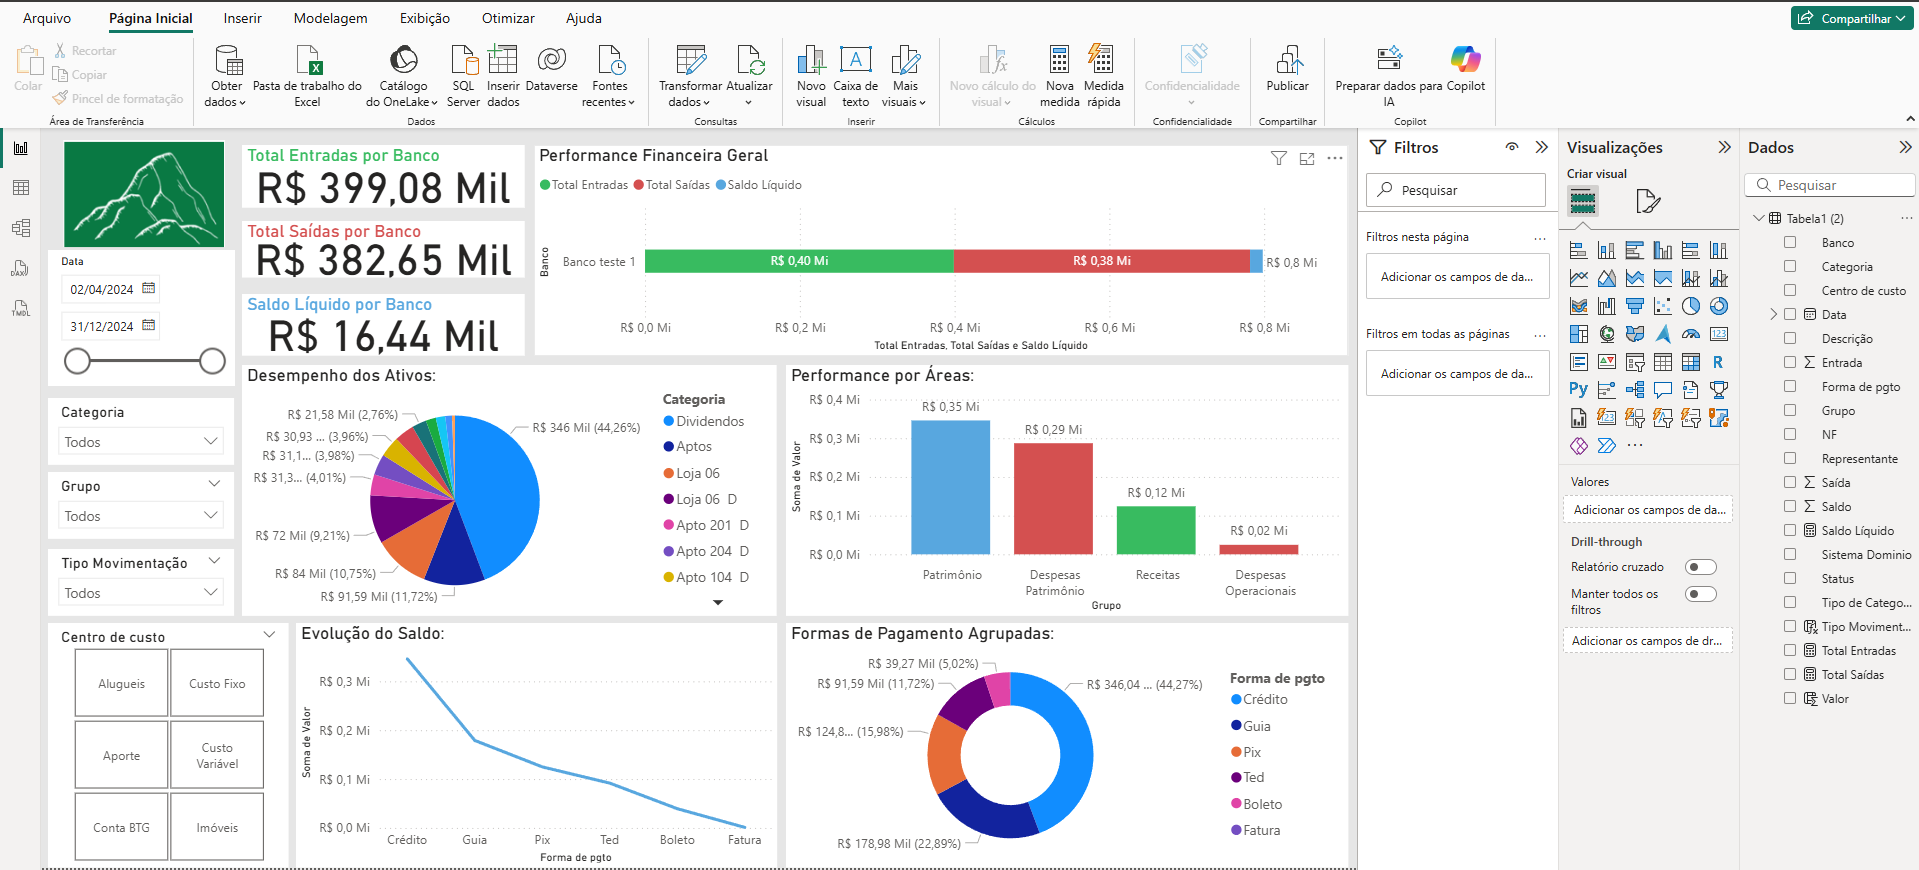 Arquivo
Página Inicial
Inserir
Modelagem
Exibição
Otimizar
Ajuda
Compartilhar
Colar
Recortar
Copiar
Pincel de formatação
Área de Transferência
Obter
dados
Pasta de trabalho do
Excel
Catálogo
do OneLake
SQL
Server
Inserir
dados
Dataverse
Fontes
recentes
Dados
Transformar
dados
Atualizar
Consultas
Novo
visual
Caixa de
texto
Mais
visuais
Inserir
Novo cálculo do
visual
Nova
medida
Medida
rápida
Cálculos
Confidencialidade
Confidencialidade
Publicar
Compartilhar
Preparar dados para
IA
Copilot
Copilot
DAX
TMDL
Data
02/04/2024
31/12/2024
Categoria
Todos
Grupo
Todos
Tipo Movimentação
Todos
Centro de custo
Alugueis
Custo Fixo
Aporte
Custo
Variável
Conta BTG
Imóveis
Total Entradas por Banco
R$ 399,08 Mil
Total Saídas por Banco
R$ 382,65 Mil
Saldo Líquido por Banco
R$ 16,44 Mil
Performance Financeira Geral
Total Entradas
Total Saídas
Saldo Líquido
Banco
Banco teste 1
R$ 0,40 Mi
R$ 0,38 Mi
R$ 0,8 Mi
R$ 0,0 Mi
R$ 0,2 Mi
R$ 0,4 Mi
R$ 0,6 Mi
R$ 0,8 Mi
Total Entradas, Total Saídas e Saldo Líquido
Desempenho dos Ativos:
R$ 21,58 Mil (2,76%)
R$ 30,93 ... (3,96%)
R$ 31,1... (3,98%)
R$ 31,3... (4,01%)
R$ 72 Mil (9,21%)
R$ 84 Mil (10,75%)
R$ 91,59 Mil (11,72%)
R$ 346 Mil (44,26%)
Categoria
Dividendos
Aptos
Loja 06
Loja 06 D
Apto 201 D
Apto 204 D
Apto 104 D
Performance por Áreas:
Soma de Valor
R$ 0,4 Mi
R$ 0,3 Mi
R$ 0,2 Mi
R$ 0,1 Mi
R$ 0,0 Mi
R$ 0,35 Mi
R$ 0,29 Mi
R$ 0,12 Mi
R$ 0,02 Mi
Patrimônio
Despesas
Patrimônio
Receitas
Despesas
Operacionais
Grupo
Evolução do Saldo:
Soma de Valor
R$ 0,3 Mi
R$ 0,2 Mi
R$ 0,1 Mi
R$ 0,0 Mi
Crédito
Guia
Pix
Ted
Boleto
Fatura
Forma de pgto
Formas de Pagamento Agrupadas:
R$ 39,27 Mil (5,02%)
R$ 91,59 Mil (11,72%)
R$ 124,8... (15,98%)
R$ 178,98 Mil (22,89%)
R$ 346,04 ... (44,27%)
Forma de pgto
Crédito
Guia
Pix
Ted
Boleto
Fatura
Filtros
Pesquisar
Filtros nesta página
Adicionar os campos de da...
Filtros em todas as páginas
Adicionar os campos de da...
Visualizações
Criar visual
123
R
Py
123
Valores
Adicionar os campos de da...
Drill-through
Relatório cruzado
Manter todos os
filtros
Adicionar os campos de dr...
Dados
Pesquisar
Tabela1 (2)
Banco
Categoria
Centro de custo
Data
Descrição
Entrada
Forma de pgto
Grupo
NF
Representante
Saída
Saldo
Saldo Líquido
Sistema Dominio
Status
Tipo de Catego...
Tipo Moviment...
Total Entradas
Total Saídas
Valor